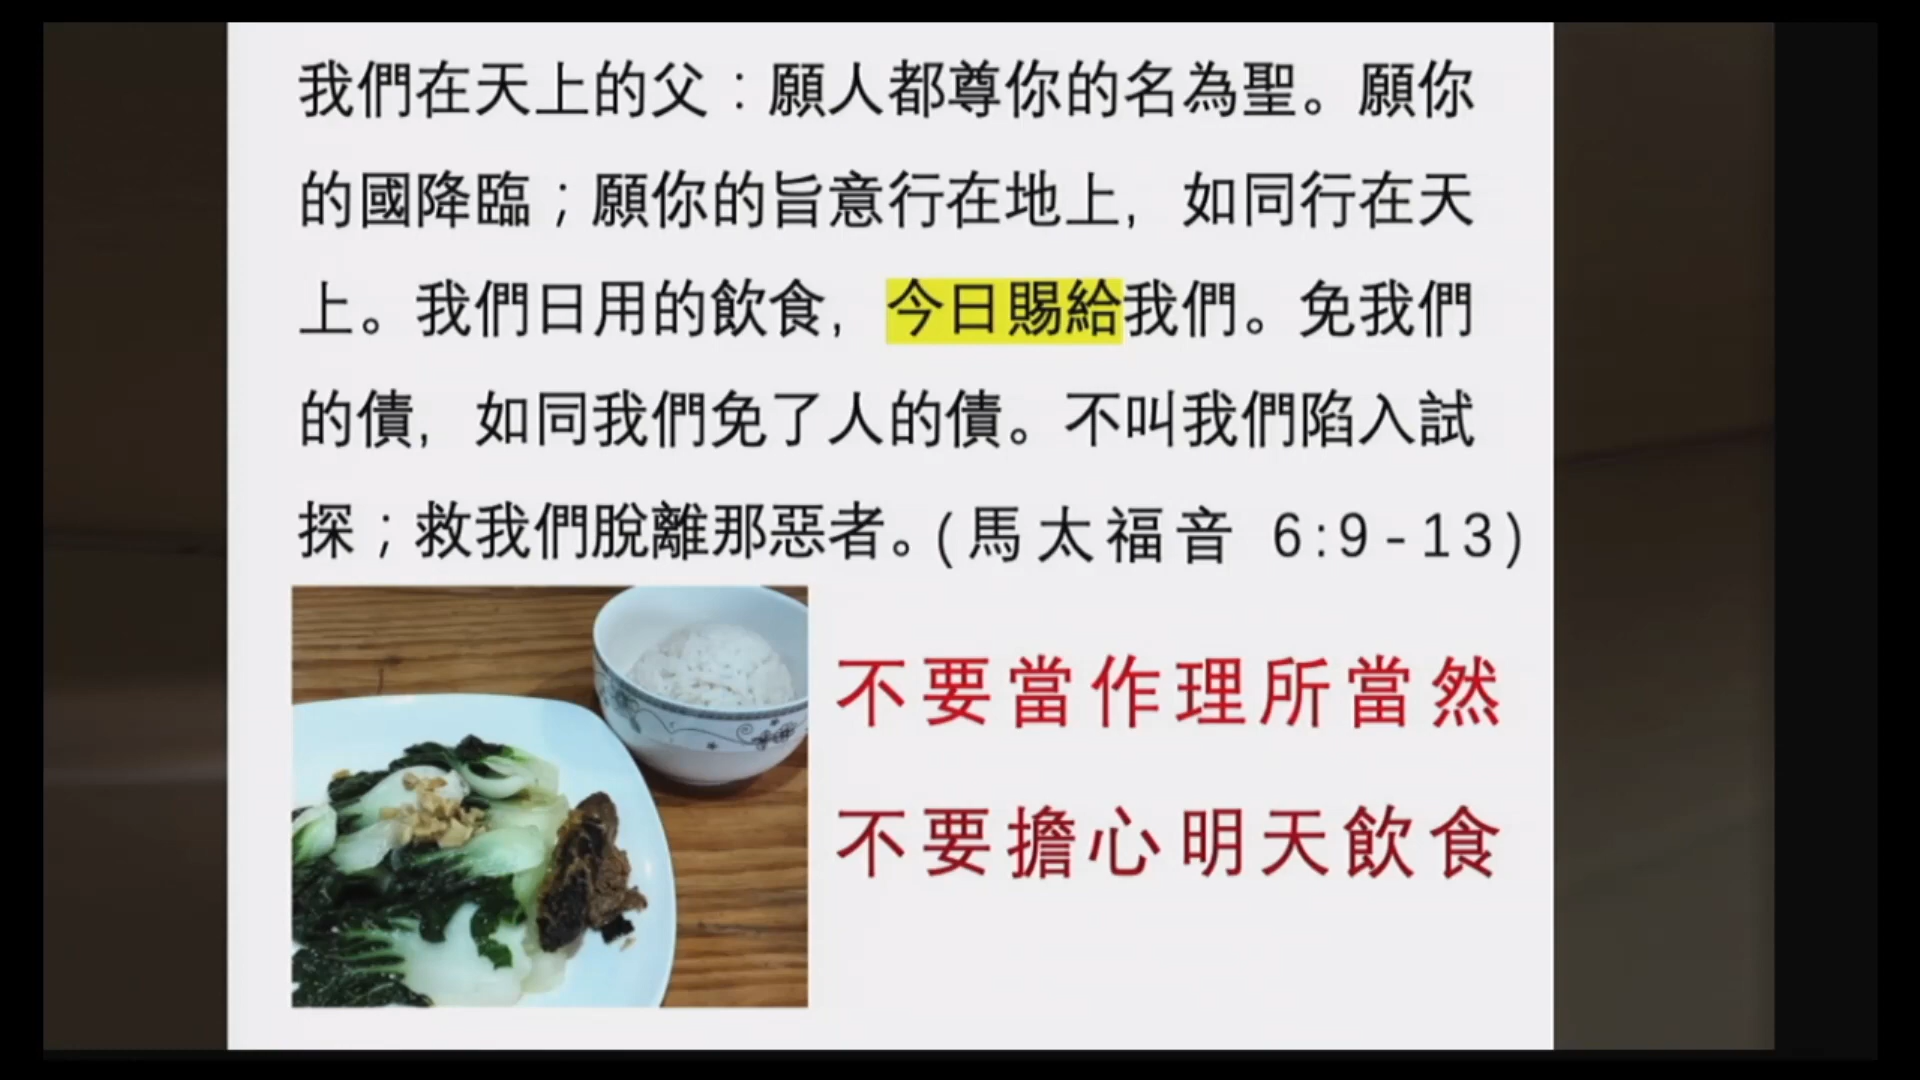 我們在天上的父：願人都尊你的名為聖。願你
的國降臨；願你的旨意行在地上，如同行在天
上。我們日用的飲食，今日賜給我們。免我們
的債，如同我們免了人的債。不叫我們陷入試
探；救我們脫離那惡者。(馬太福音 6:9-13)
不要當作理所當然
不要擔心明天飲食